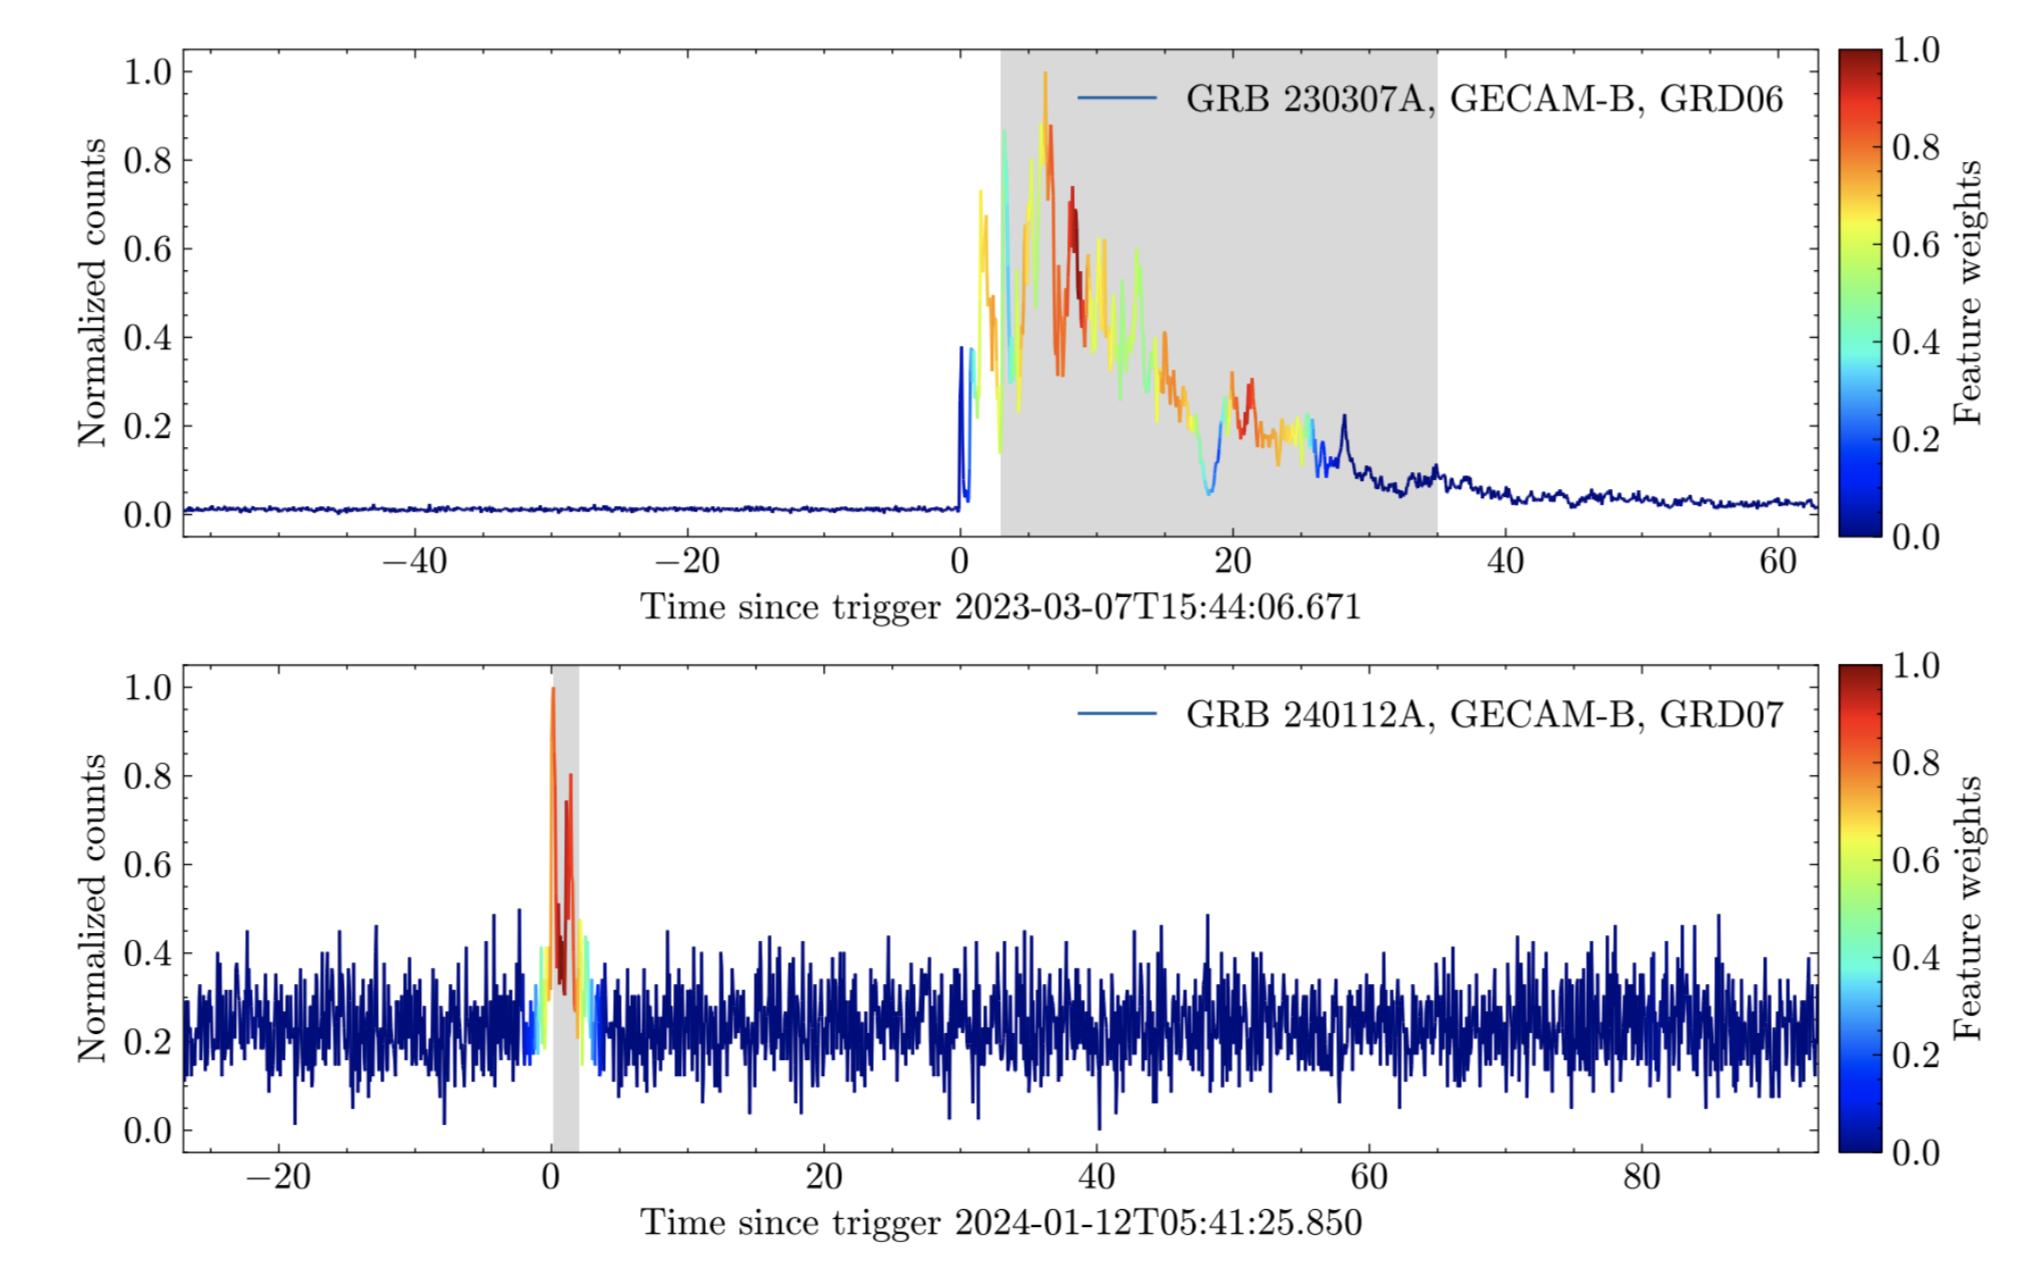 GRB 230307A, GECAM-B, GRD06
Normalized counts
1.0
0.8
0.6
0.4
0.2
0.0
−40 −20 0 20 40 60
Time since trigger 2023-03-07T15:44:06.671
1.0
0.8
0.6
0.4
0.2
0.0
Feature weights
GRB 240112A, GECAM-B, GRD07
Normalized counts
1.0
0.8
0.6
0.4
0.2
0.0
−20 0 20 40 60 80
Time since trigger 2024-01-12T05:41:25.850
1.0
0.8
0.6
0.4
0.2
0.0
Feature weights